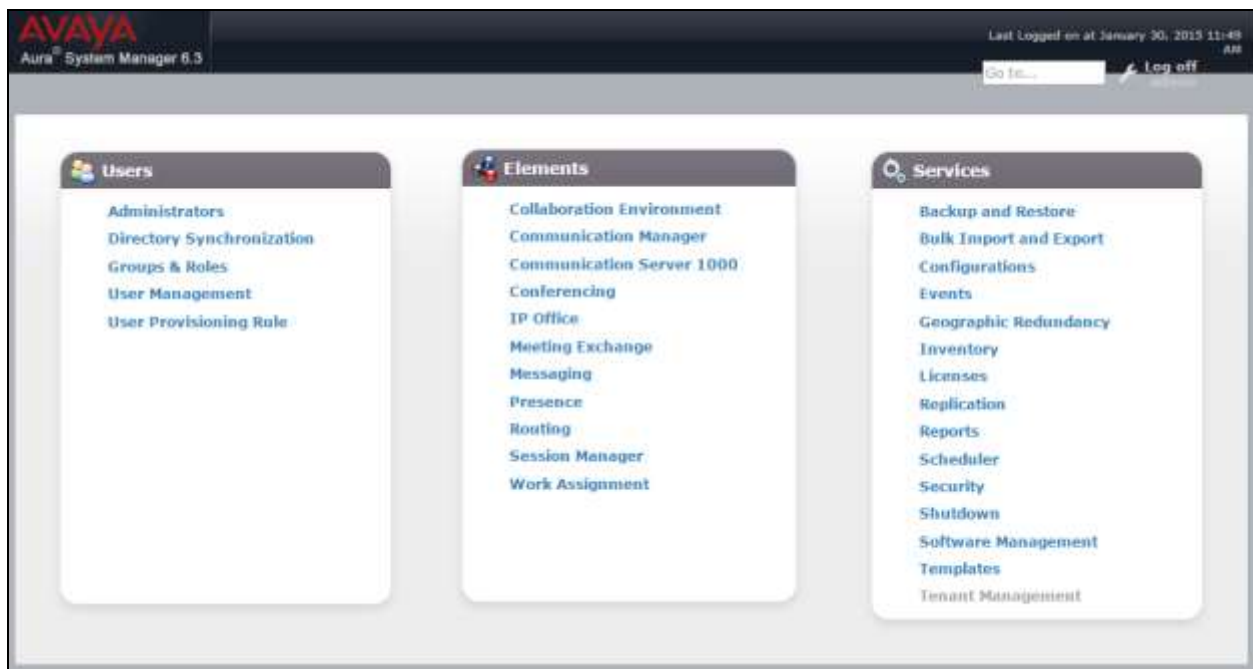 AVAYA
Aura® System Manager 6.3
Last Logged on at January 30, 2015 11:49
AM
Go to...
Log off
Users
Administrators
Directory Synchronization
Groups & Roles
User Management
User Provisioning Rule
Elements
Collaboration Environment
Communication Manager
Communication Server 1000
Conferencing
IP Office
Meeting Exchange
Messaging
Presence
Routing
Session Manager
Work Assignment
Services
Backup and Restore
Bulk Import and Export
Configurations
Events
Geographic Redundancy
Inventory
Licenses
Replication
Reports
Scheduler
Security
Shutdown
Software Management
Templates
Tenant Management